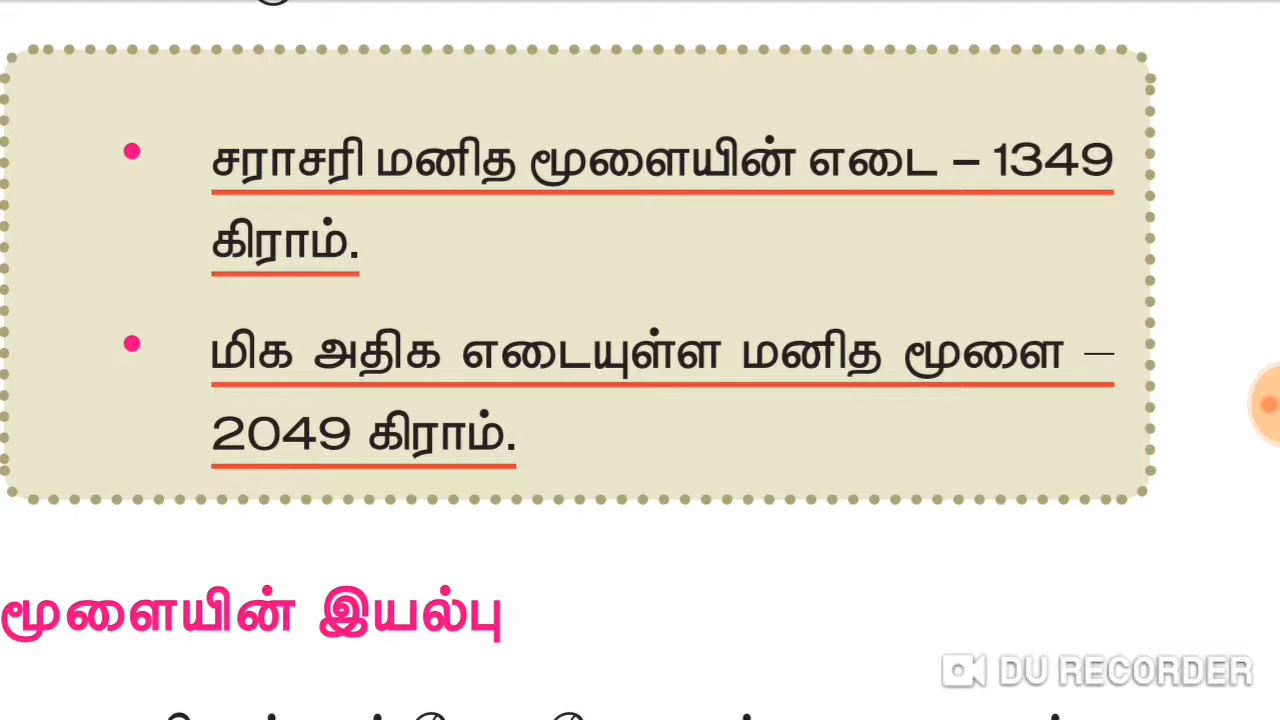 சராசரி மனித மூளையின் எடை – 1349
கிராம்.
மிக அதிக எடையுள்ள மனித மூளை –
2049 கிராம்.
மூளையின் இயல்பு
DU RECORDER